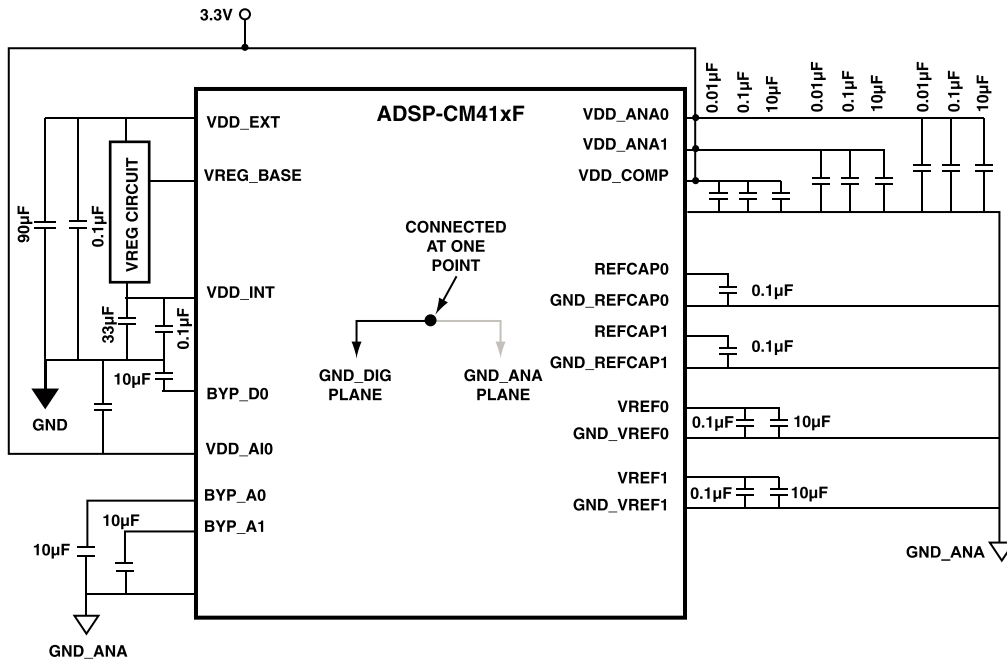 3.3V
0.01µF
0.1µF
10µF
0.01µF
0.1µF
10µF
0.01µF
0.1µF
10µF
ADSP-CM41xF
VDD_EXT
VREG_BASE
VDD_INT
BYP_D0
VDD_AI0
BYP_A0
BYP_A1
VDD_ANA0
VDD_ANA1
VDD_COMP
REFCAP0
GND_REFCAP0
REFCAP1
GND_REFCAP1
VREF0
GND_VREF0
VREF1
GND_VREF1
90µF
0.1µF
VREG CIRCUIT
33µF
0.1µF
10µF
GND
10µF
10µF
GND_ANA
CONNECTED
AT ONE
POINT
GND_DIG
PLANE
GND_ANA
PLANE
0.1µF
0.1µF
0.1µF
10µF
0.1µF
10µF
GND_ANA